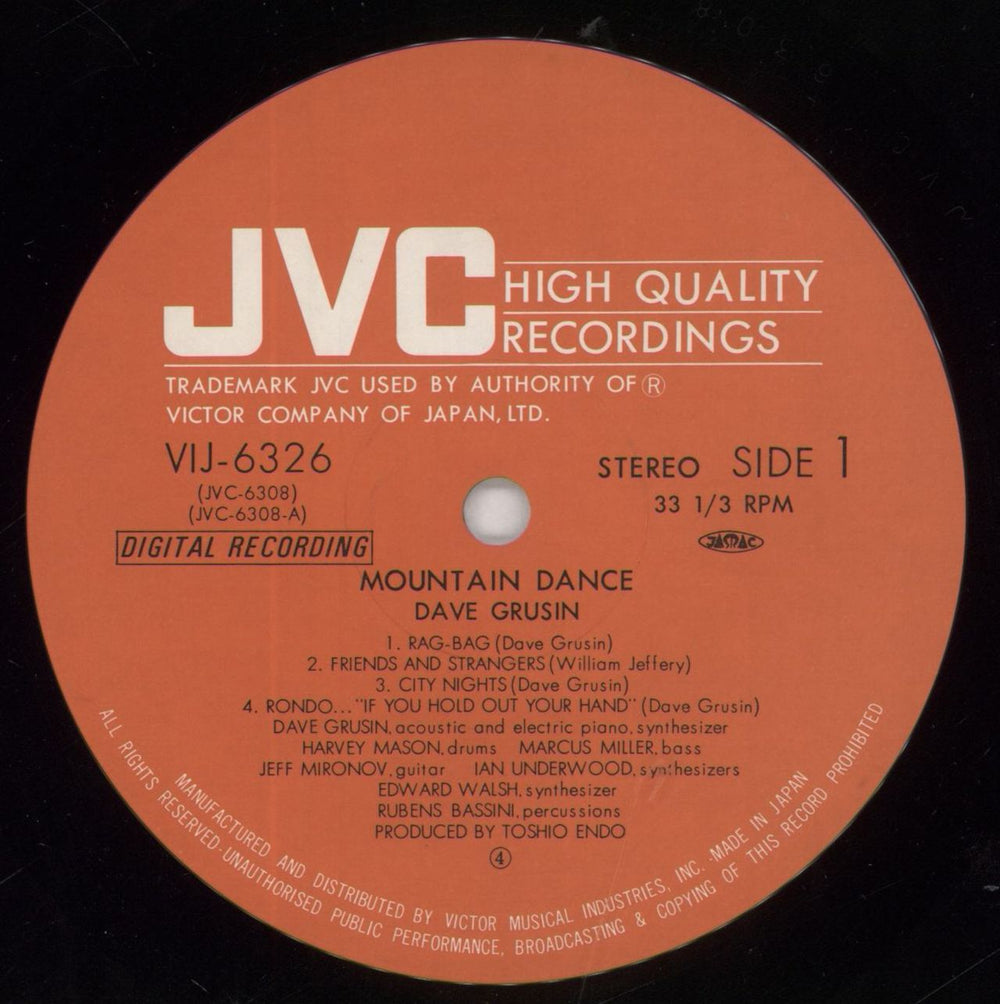 JVC HIGH QUALITY
RECORDINGS
TRADEMARK JVC USED BY AUTHORITY OF Ⓡ
VICTOR COMPANY OF JAPAN, LTD.
VIJ-6326
(JVC-6308)
(JVC-6308-A)
DIGITAL RECORDING
STEREO SIDE 1
33 1/3 RPM
JASRAC
MOUNTAIN DANCE
DAVE GRUSIN
1. RAG-BAG (Dave Grusin)
2. FRIENDS AND STRANGERS (William Jeffery)
3. CITY NIGHTS (Dave Grusin)
4. RONDO... "IF YOU HOLD OUT YOUR HAND" (Dave Grusin)
DAVE GRUSIN, acoustic and electric piano, synthesizer
HARVEY MASON, drums MARCUS MILLER, bass
JEFF MIRONOV, guitar IAN UNDERWOOD, synthesizers
EDWARD WALSH, synthesizer
RUBENS BASSINI, percussions
PRODUCED BY TOSHIO ENDO
④
MANUFACTURED AND DISTRIBUTED BY VICTOR MUSICAL INDUSTRIES, INC. · MADE IN JAPAN
ALL RIGHTS RESERVED · UNAUTHORISED PUBLIC PERFORMANCE, BROADCASTING & COPYING OF THIS RECORD PROHIBITED